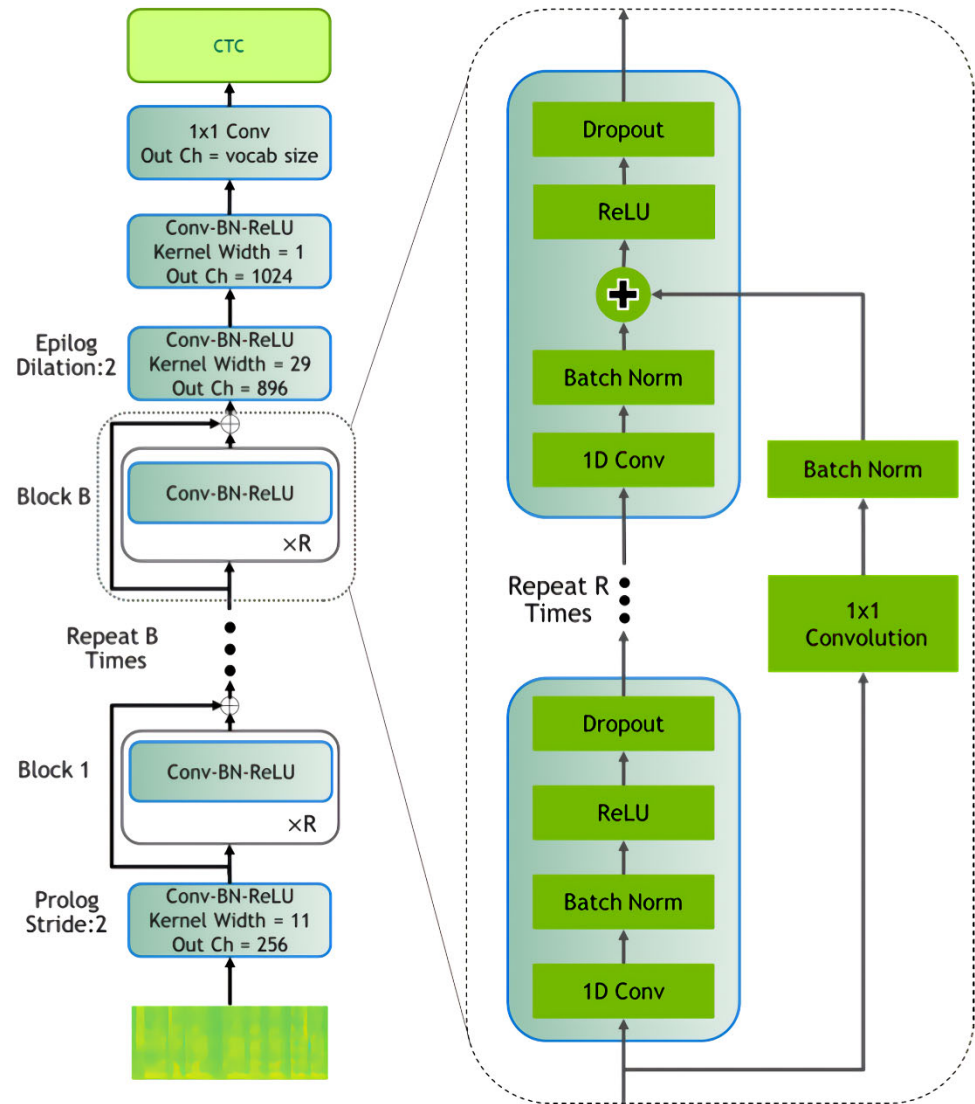 CTC
1x1 Conv
Out Ch = vocab size
Conv-BN-ReLU
Kernel Width = 1
Out Ch = 1024
Epilog
Dilation:2
Conv-BN-ReLU
Kernel Width = 29
Out Ch = 896
Block B
Conv-BN-ReLU
×R
Repeat B
Times
Block 1
Conv-BN-ReLU
×R
Prolog
Stride:2
Conv-BN-ReLU
Kernel Width = 11
Out Ch = 256
Dropout
ReLU
Batch Norm
1D Conv
Batch Norm
1x1
Convolution
Repeat R
Times
Dropout
ReLU
Batch Norm
1D Conv